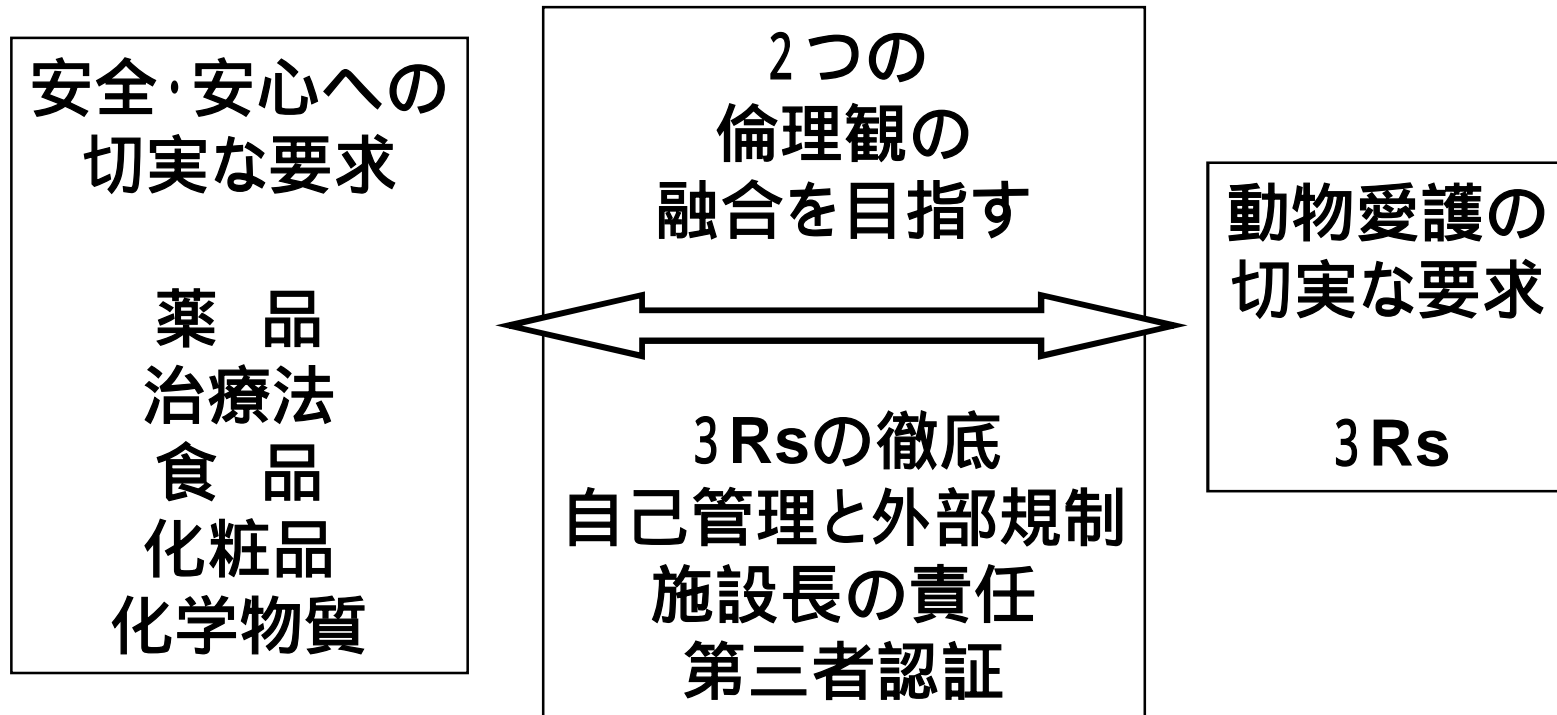 安全・安心への
切実な要求
薬 品
治療法
食 品
化粧品
化学物質
2つの
倫理観の
融合を目指す
3Rsの徹底
自己管理と外部規制
施設長の責任
第三者認証
動物愛護の
切実な要求
3Rs